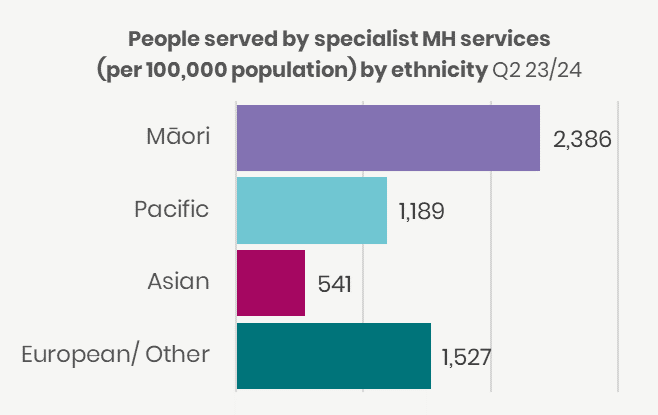 People served by specialist MH services
(per 100,000 population) by ethnicity Q2 23/24
Māori 2,386
Pacific 1,189
Asian 541
European/ Other 1,527